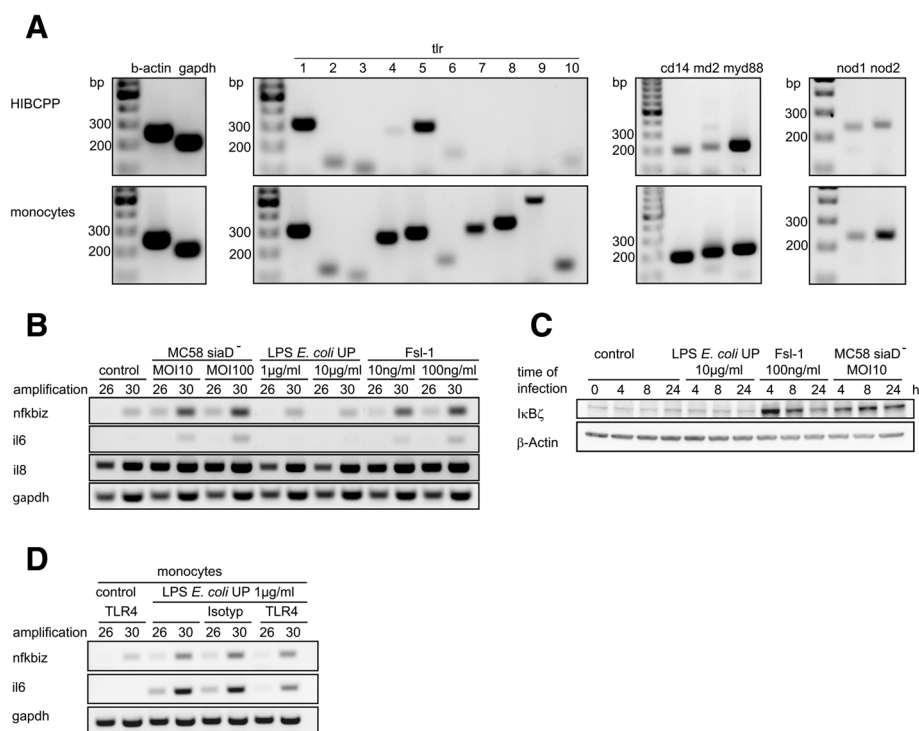 A
tlr
b-actin gapdh 1 2 3 4 5 6 7 8 9 10 cd14 md2 myd88 nod1 nod2
bp bp bp bp
HIBCPP
300 300 300 300
200 200 200 200
monocytes
300 300 300 300
200 200 200 200
B
MC58 siaD⁻ LPS E. coli UP Fsl-1
control MOI10 MOI100 1µg/ml 10µg/ml 10ng/ml 100ng/ml
amplification 26 30 26 30 26 30 26 30 26 30 26 30 26 30
nfkbiz
il6
il8
gapdh
C
control LPS E. coli UP Fsl-1 MC58 siaD⁻
10µg/ml 100ng/ml MOI10
time of
infection 0 4 8 24 4 8 24 4 8 24 4 8 24 h
IκBζ
β-Actin
D
monocytes
control LPS E. coli UP 1µg/ml
TLR4 Isotyp TLR4
amplification 26 30 26 30 26 30 26 30
nfkbiz
il6
gapdh